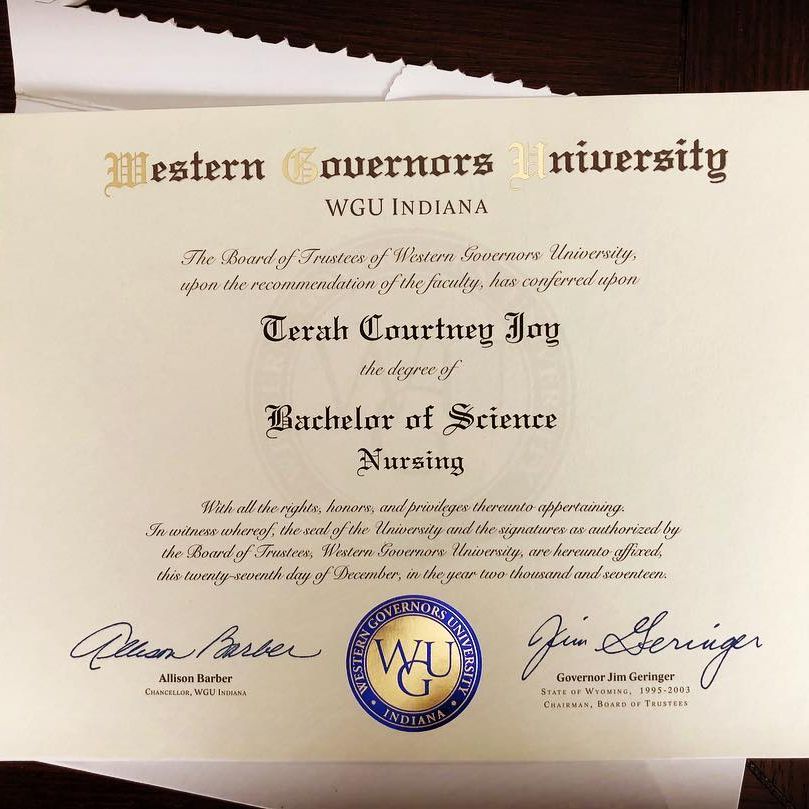 Western Governors University
WGU INDIANA
The Board of Trustees of Western Governors University,
upon the recommendation of the faculty, has conferred upon
Terah Courtney Joy
the degree of
Bachelor of Science
Nursing
With all the rights, honors, and privileges thereunto appertaining.
In witness whereof, the seal of the University and the signatures as authorized by
the Board of Trustees, Western Governors University, are hereunto affixed,
this twenty-seventh day of December, in the year two thousand and seventeen.
Allison Barber
Allison Barber
CHANCELLOR, WGU INDIANA
WESTERN GOVERNORS UNIVERSITY
WGU
• INDIANA •
Jim Geringer
Governor Jim Geringer
STATE OF WYOMING, 1995-2003
CHAIRMAN, BOARD OF TRUSTEES